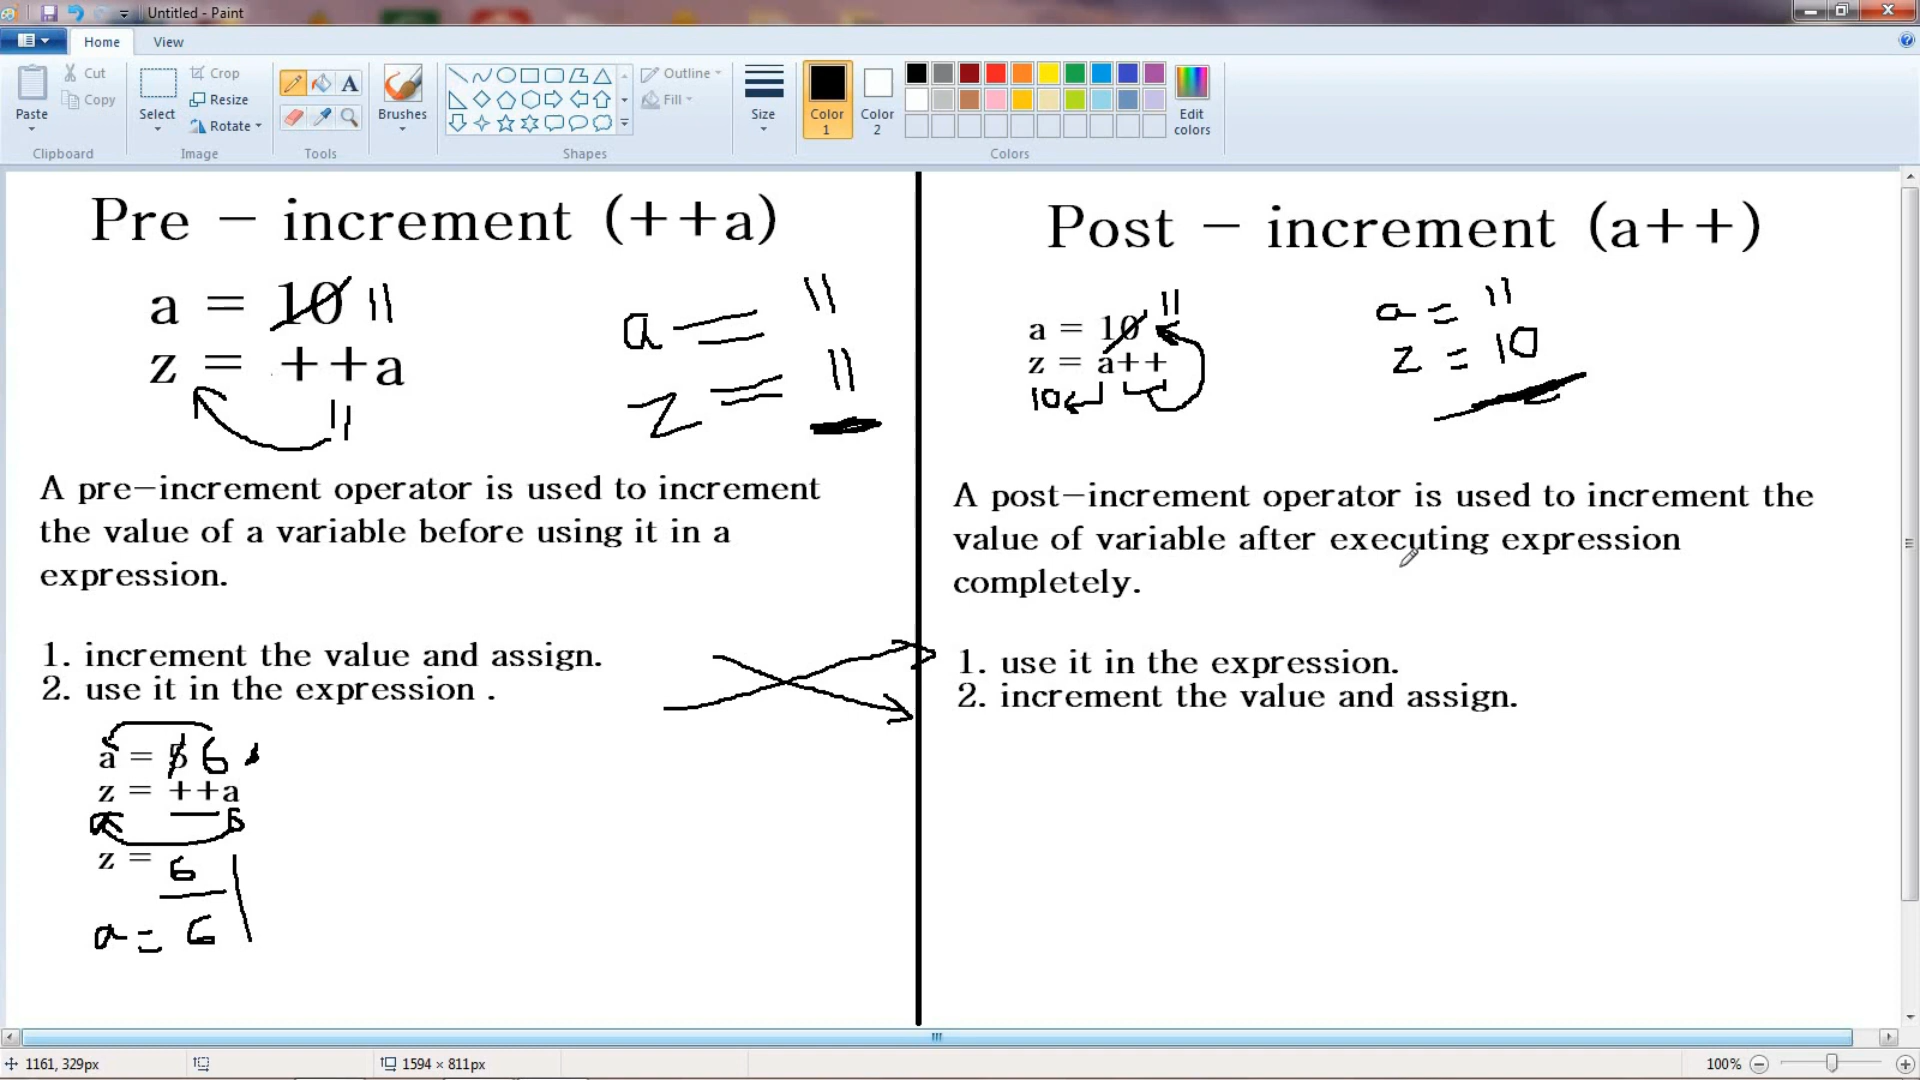 Untitled - Paint
Home
View
Paste
Cut
Copy
Clipboard
Select
Crop
Resize
Rotate
Image
Tools
Brushes
Shapes
Outline
Fill
Size
Color 1
Color 2
Edit colors
Colors
Pre - increment (++a)
a = 10 11
z = ++a
11
a = 11
z = 11
A pre-increment operator is used to increment
the value of a variable before using it in a
expression.
1. increment the value and assign.
2. use it in the expression .
a = 5 6
z = ++a
z = 6
a = 6
Post - increment (a++)
a = 10 11
z = a++
10
a = 11
z = 10
A post-increment operator is used to increment the
value of variable after executing expression
completely.
1. use it in the expression.
2. increment the value and assign.
1161, 329px
1594 × 811px
100%